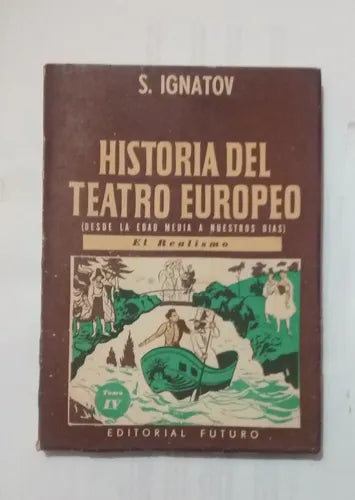 S. IGNATOV
HISTORIA DEL
TEATRO EUROPEO
(DESDE LA EDAD MEDIA A NUESTROS DIAS)
El Realismo
Tomo
IV
EDITORIAL FUTURO